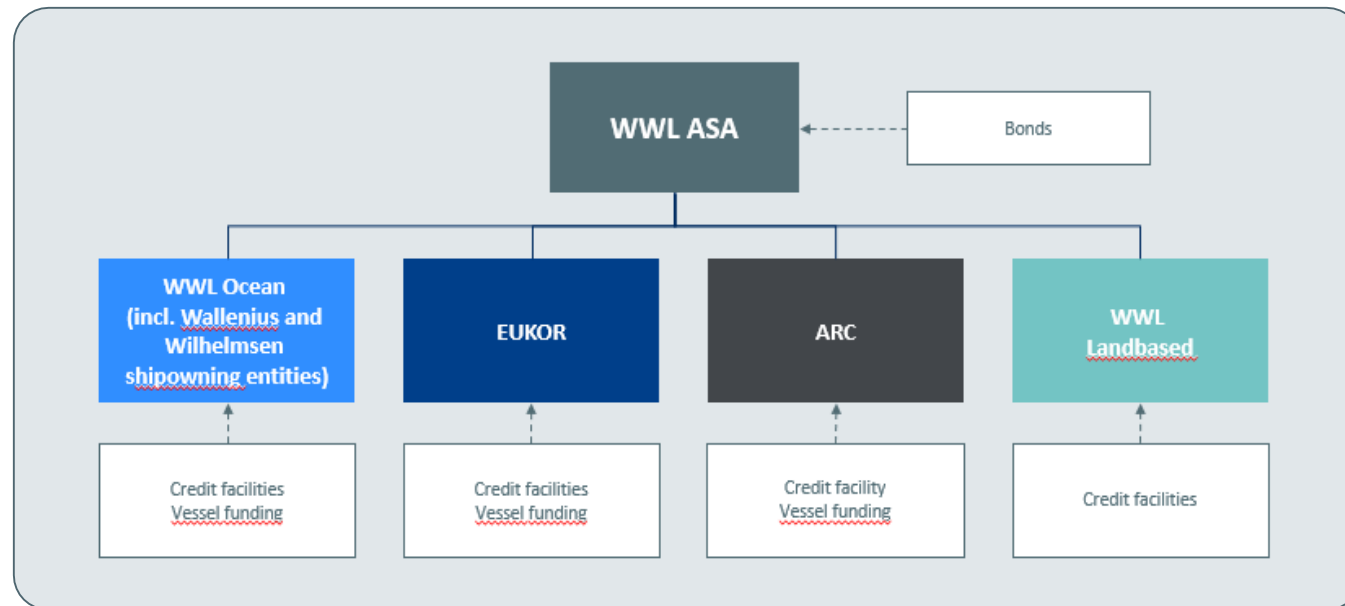 WWL ASA
Bonds
WWL Ocean
(incl. Wallenius and
Wilhelmsen
shipowning entities)
EUKOR
ARC
WWL
Landbased
Credit facilities
Vessel funding
Credit facilities
Vessel funding
Credit facility
Vessel funding
Credit facilities